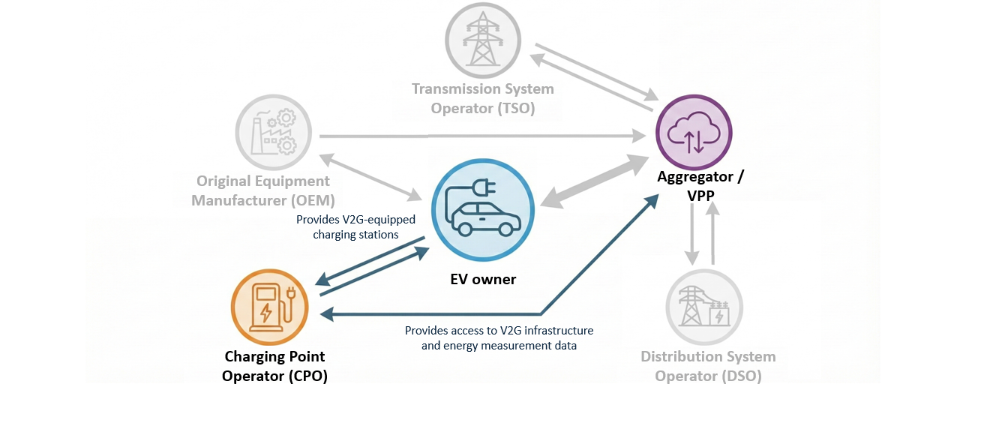 Transmission System
Operator (TSO)
Original Equipment
Manufacturer (OEM)
Aggregator /
VPP
Provides V2G-equipped
charging stations
EV owner
Provides access to V2G infrastructure
and energy measurement data
Charging Point
Operator (CPO)
Distribution System
Operator (DSO)